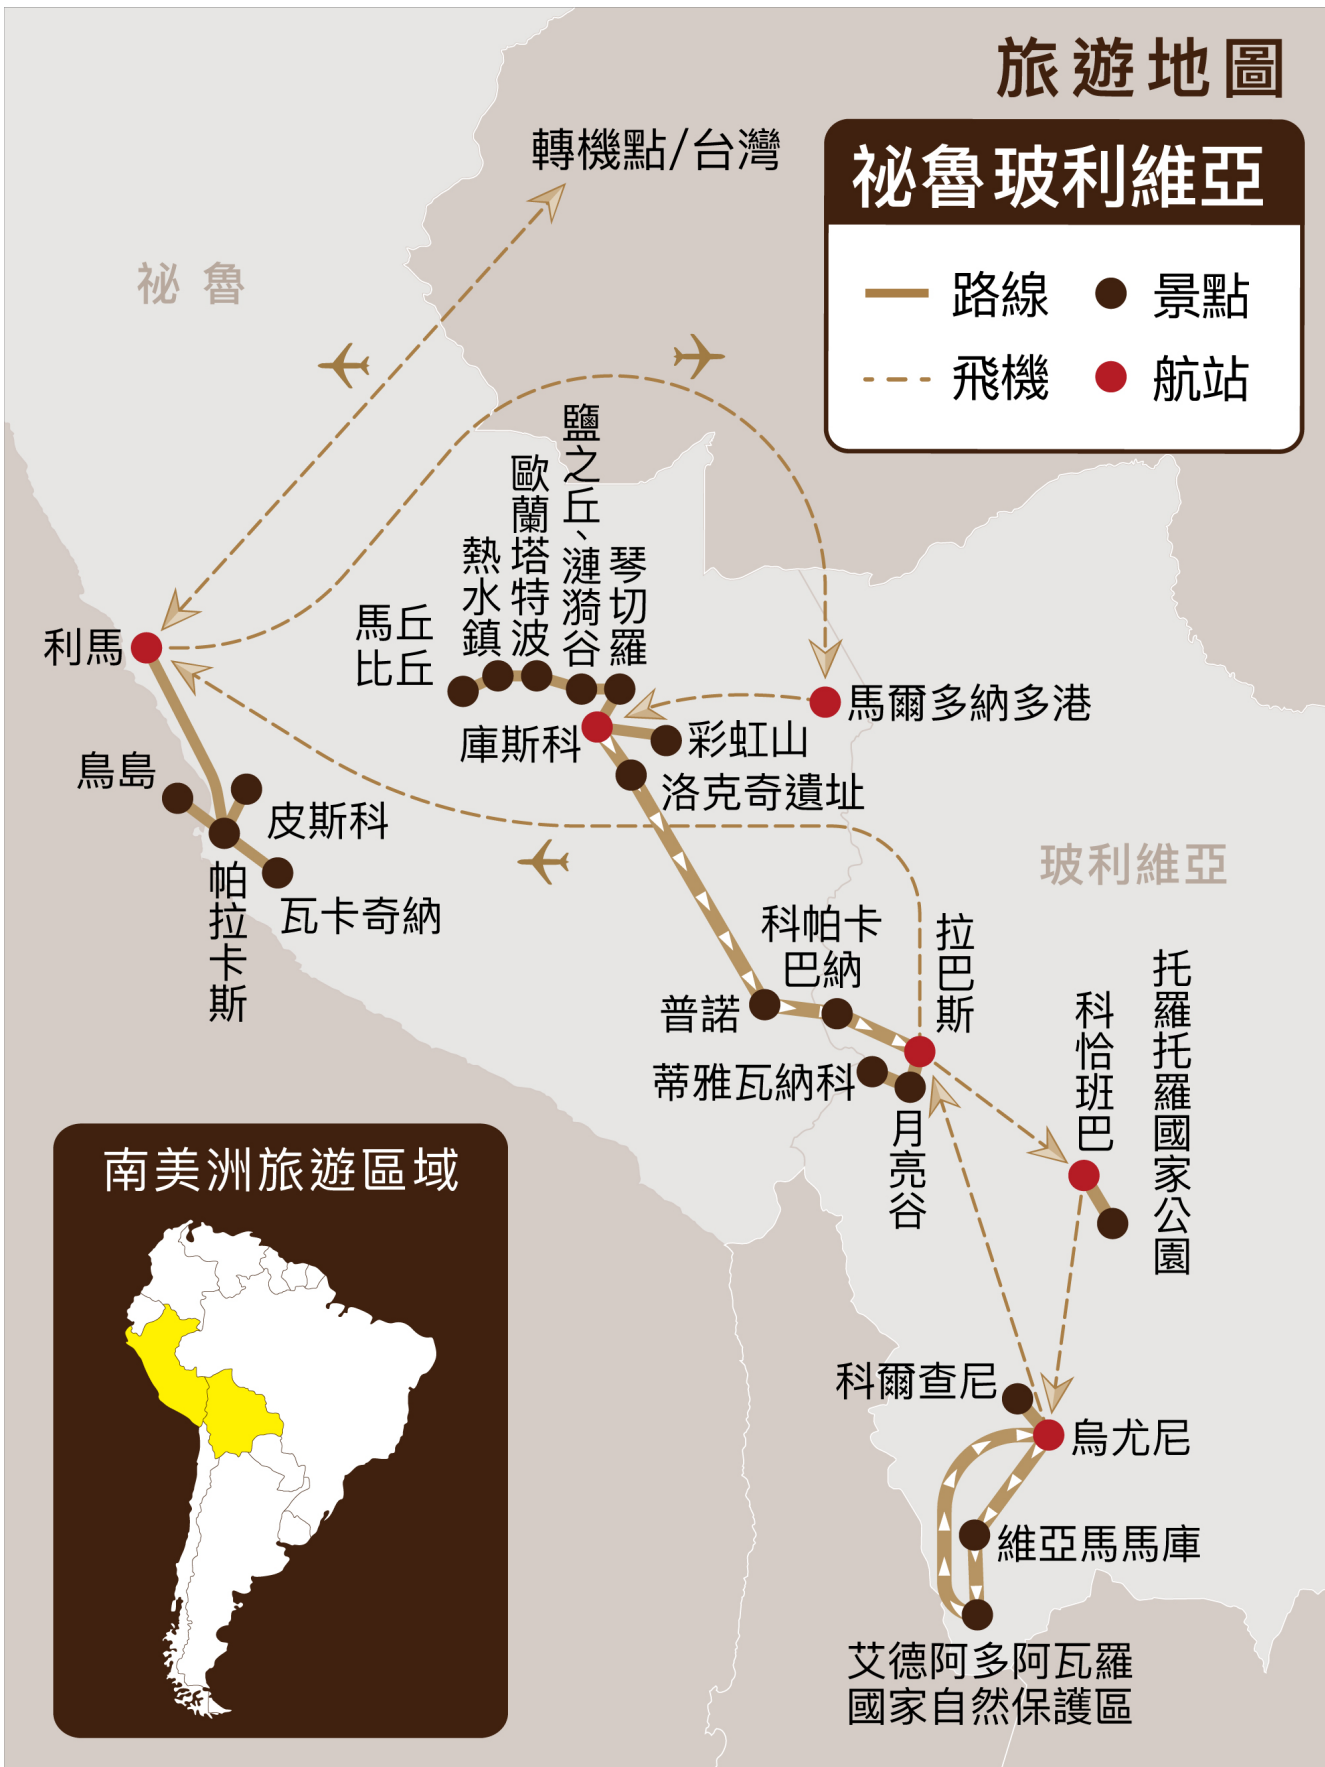 旅遊地圖
祕魯玻利維亞
路線
景點
飛機
航站
轉機點/台灣
祕魯
鹽之丘、漣漪谷
歐蘭塔特波
熱水鎮
琴切羅
馬丘
比丘
利馬
馬爾多納多港
庫斯科
彩虹山
洛克奇遺址
鳥島
皮斯科
帕拉卡斯
瓦卡奇納
玻利維亞
科帕卡
巴納
拉巴斯
普諾
蒂雅瓦納科
月亮谷
科恰班巴
托羅托羅國家公園
南美洲旅遊區域
科爾查尼
烏尤尼
維亞馬馬庫
艾德阿多阿瓦羅
國家自然保護區